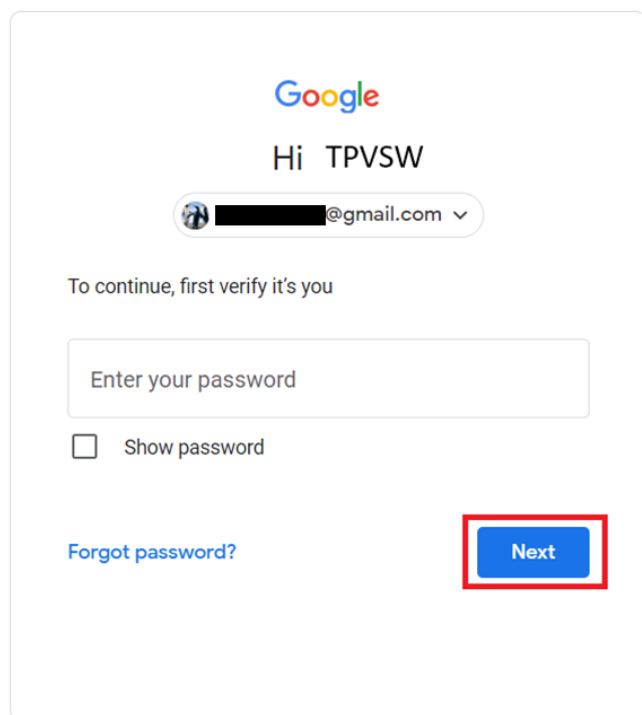 Google
Hi TPVSW
@gmail.com
To continue, first verify it's you
Enter your password
Show password
Forgot password?
Next